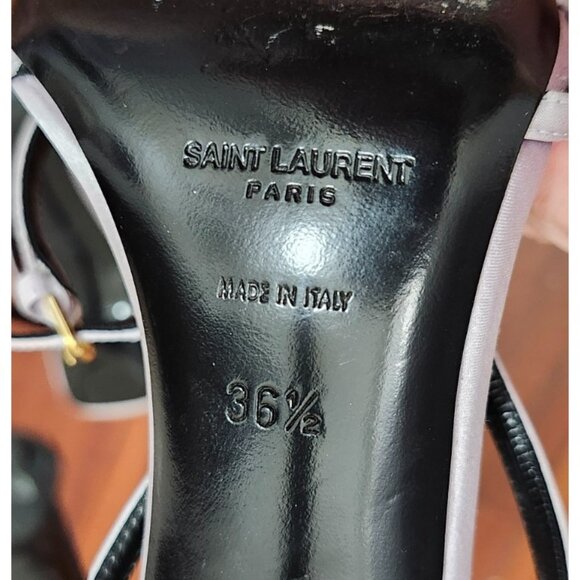 SAINT LAURENT
PARIS
MADE IN ITALY
36½